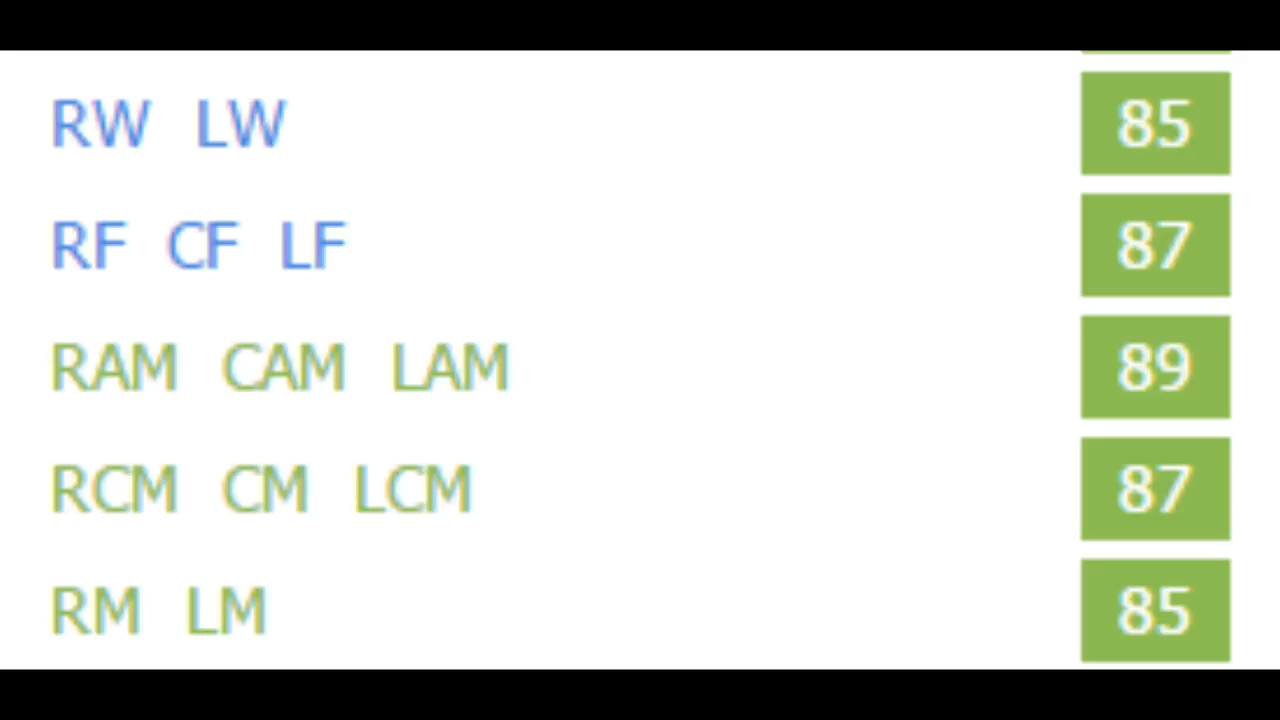 RW LW 85
RF CF LF 87
RAM CAM LAM 89
RCM CM LCM 87
RM LM 85